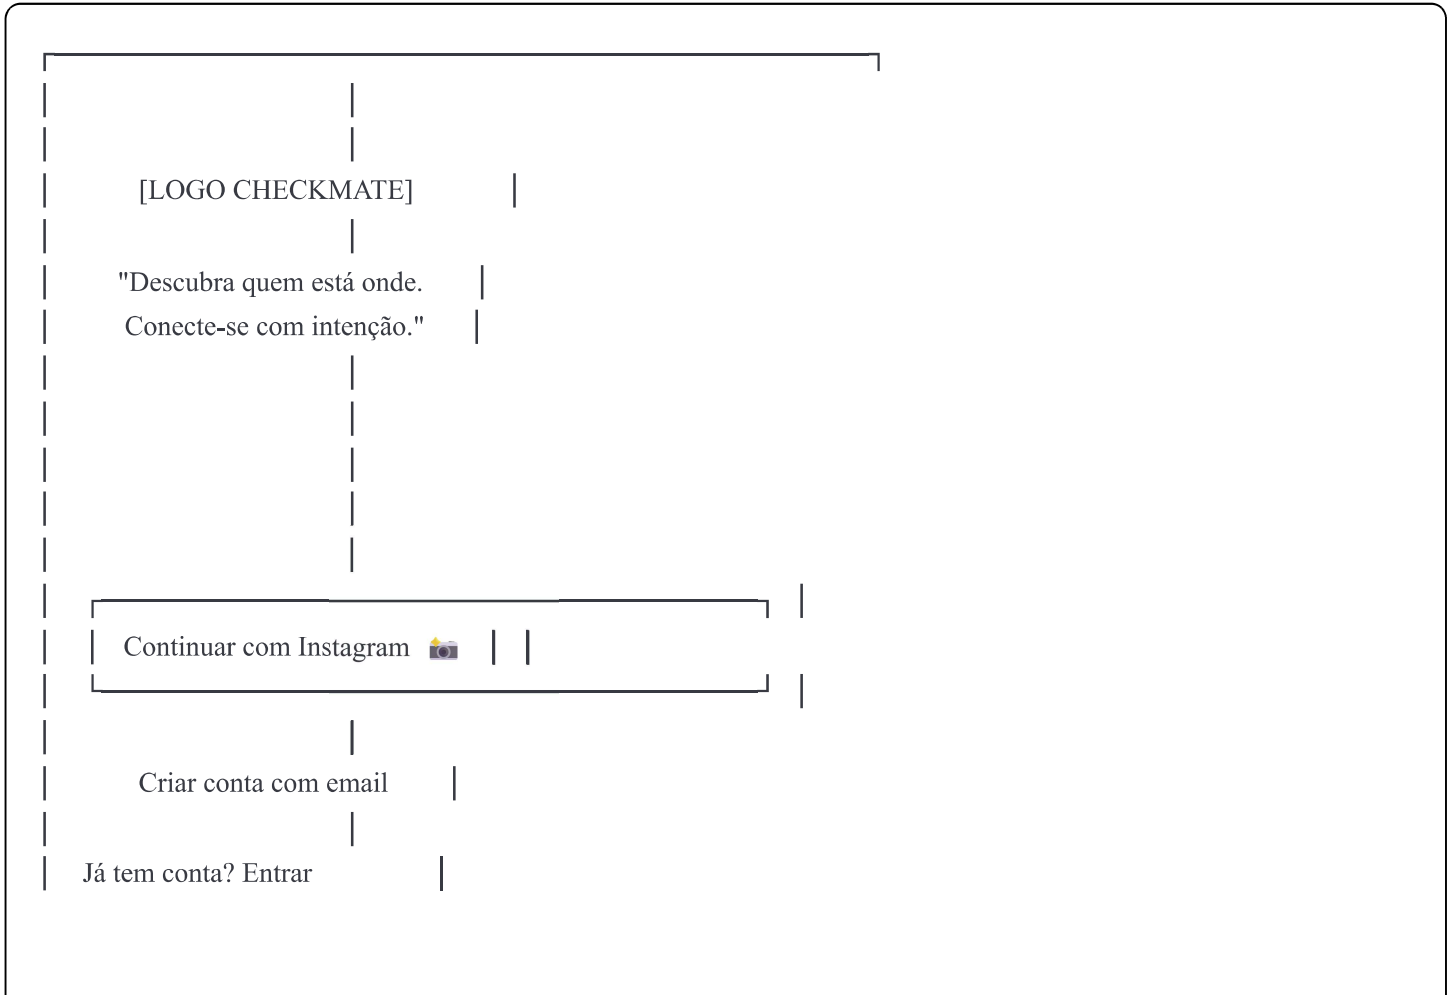 [LOGO CHECKMATE]
"Descubra quem está onde.
Conecte-se com intenção."
Continuar com Instagram 📸
Criar conta com email
Já tem conta? Entrar